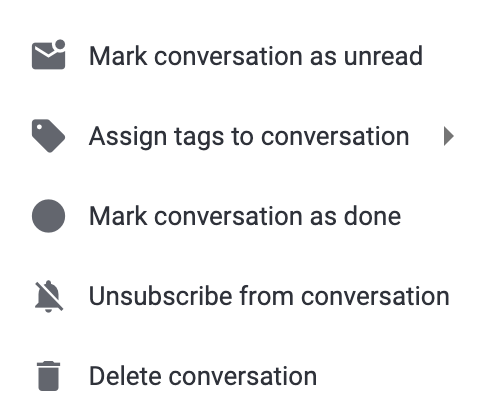 Mark conversation as unread
Assign tags to conversation
Mark conversation as done
Unsubscribe from conversation
Delete conversation